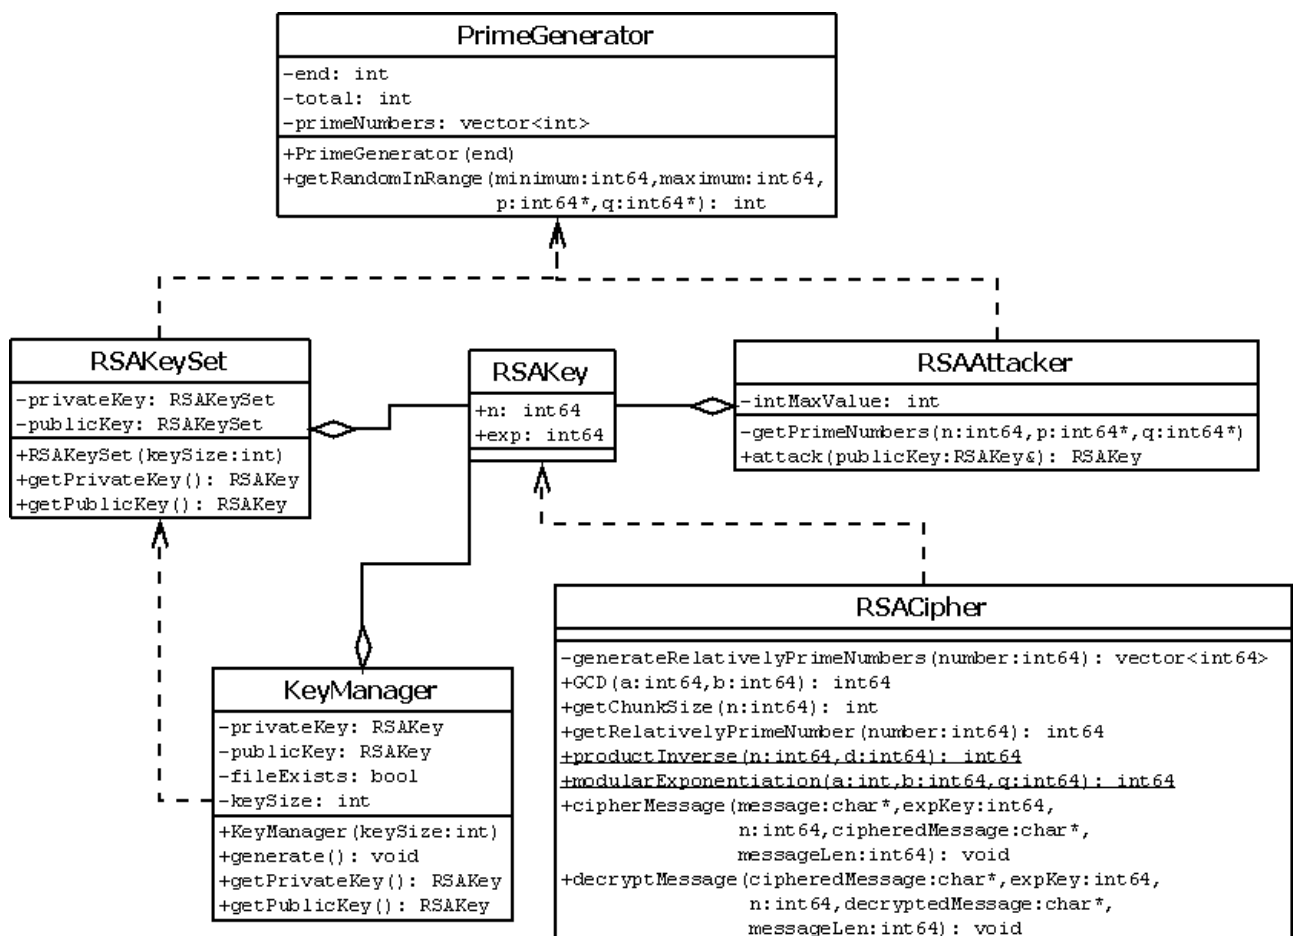 PrimeGenerator
-end: int
-total: int
-primeNumbers: vector<int>
+PrimeGenerator(end)
+getRandomInRange(minimum:int64,maximum:int64,
p:int64*,q:int64*): int
RSAKeySet
-privateKey: RSAKeySet
-publicKey: RSAKeySet
+RSAKeySet(keySize:int)
+getPrivateKey(): RSAKey
+getPublicKey(): RSAKey
RSAKey
+n: int64
+exp: int64
RSAAttacker
-intMaxValue: int
-getPrimeNumbers(n:int64,p:int64*,q:int64*)
+attack(publicKey:RSAKey&): RSAKey
KeyManager
-privateKey: RSAKey
-publicKey: RSAKey
-fileExists: bool
-keySize: int
+KeyManager(keySize:int)
+generate(): void
+getPrivateKey(): RSAKey
+getPublicKey(): RSAKey
RSACipher
-generateRelativelyPrimeNumbers(number:int64): vector<int64>
+GCD(a:int64,b:int64): int64
+getChunkSize(n:int64): int
+getRelativelyPrimeNumber(number:int64): int64
+productInverse(n:int64,d:int64): int64
+modularExponentiation(a:int,b:int64,q:int64): int64
+cipherMessage(message:char*,expKey:int64,
n:int64,cipheredMessage:char*,
messageLen:int64): void
+decryptMessage(cipheredMessage:char*,expKey:int64,
n:int64,decryptedMessage:char*,
messageLen:int64): void